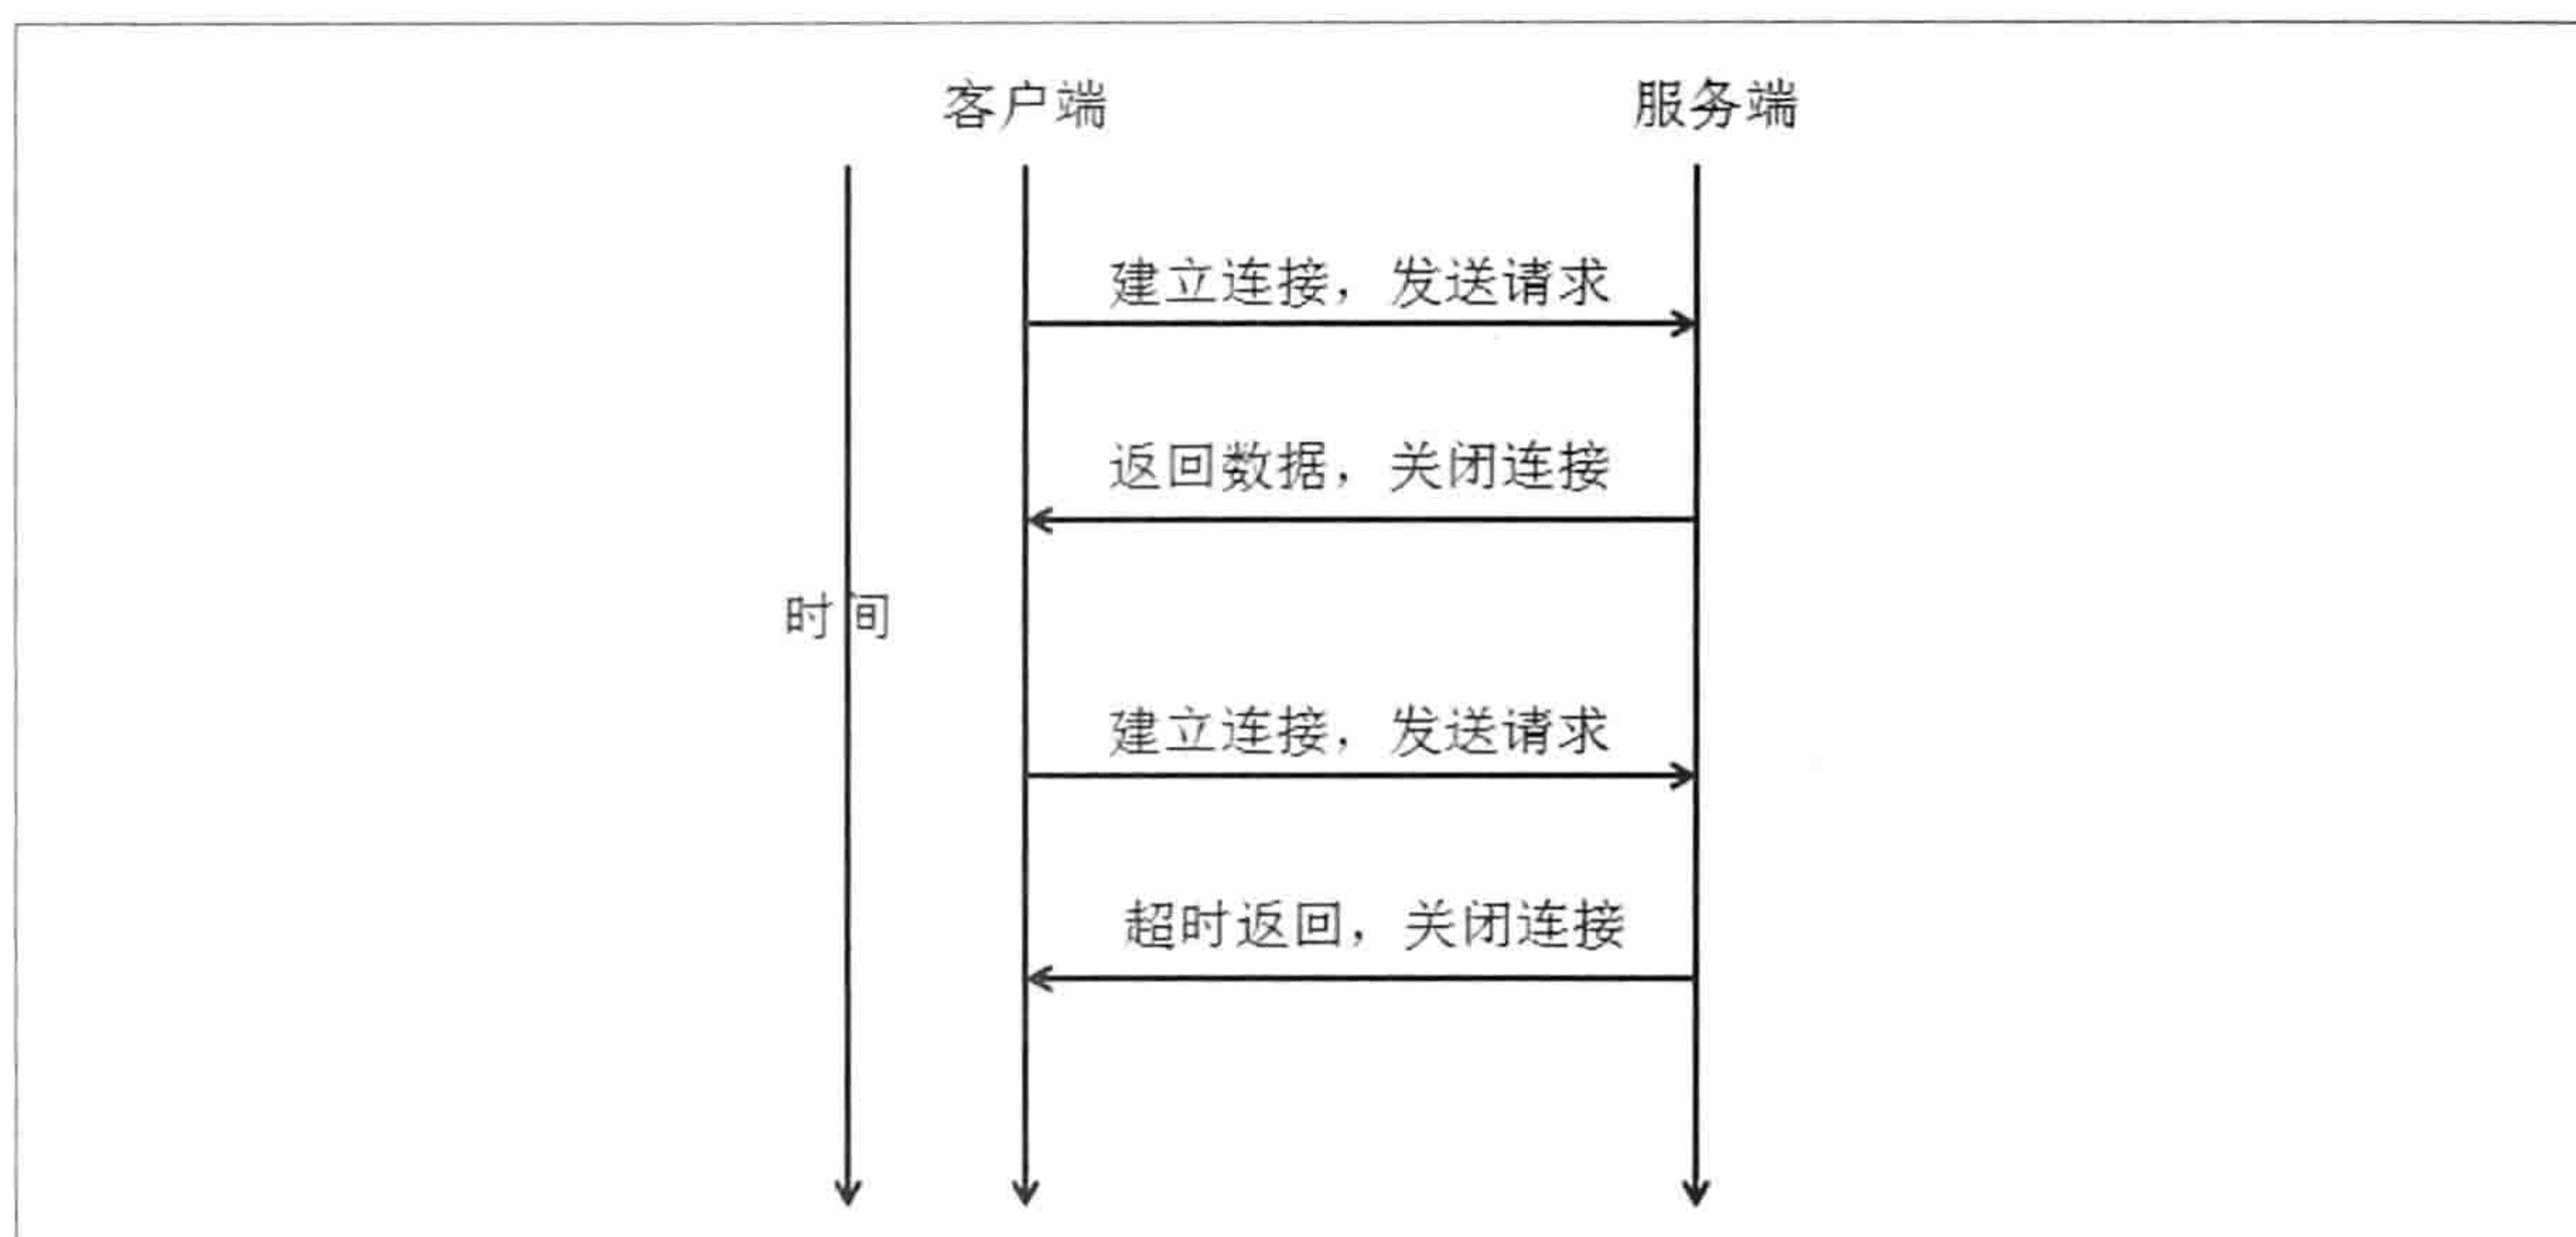 客户端
服务端
建立连接，发送请求
返回数据，关闭连接
时间
建立连接，发送请求
超时返回，关闭连接